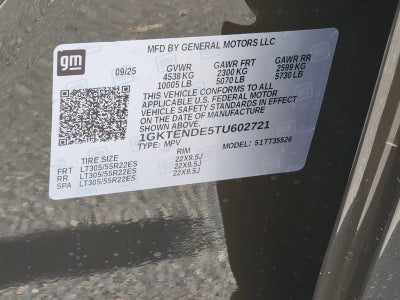 gm
MFD BY GENERAL MOTORS LLC
09/25 GVWR GAWR FRT GAWR RR
4538 KG 2300 KG 2599 KG
10005 LB 5070 LB 5730 LB
THIS VEHICLE CONFORMS TO ALL
APPLICABLE U.S. FEDERAL MOTOR
VEHICLE SAFETY STANDARDS IN EFFECT
ON THE DATE OF MANUFACTURE
SHOWN ABOVE.
1GKTENDE5TU602721
TYPE: MPV MODEL: 51TT35526
TIRE SIZE RIM
FRT LT305/55R22ES 22X9.5J
RR LT305/55R22ES 22X9.5J
SPA LT305/55R22ES 22X9.5J